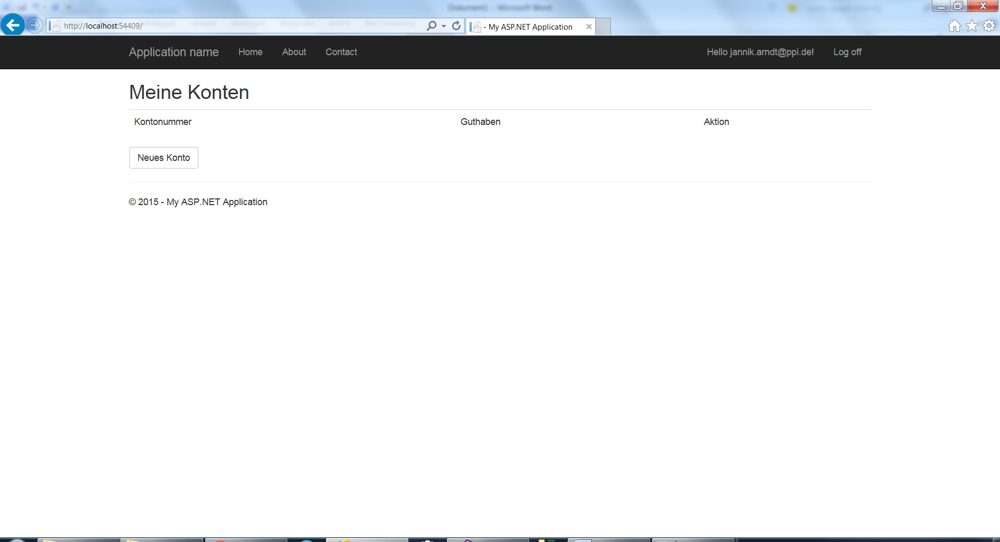 Dokument1 - Microsoft Word
http://localhost:54409/
- My ASP.NET Application
Application name Home About Contact Hello jannik.arndt@ppi.de! Log off
Meine Konten
Kontonummer Guthaben Aktion
Neues Konto
© 2015 - My ASP.NET Application